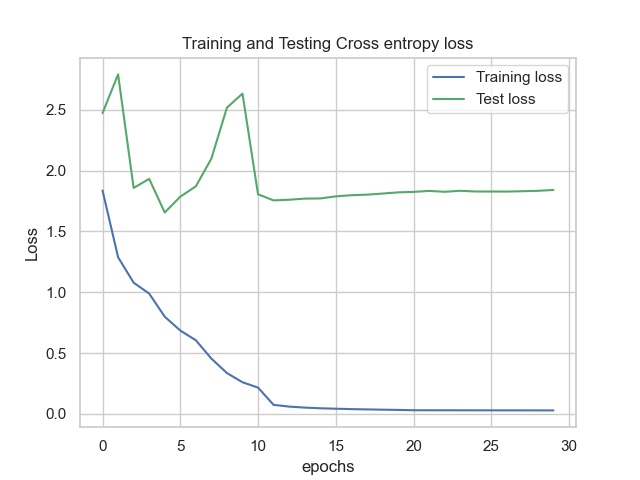 Training and Testing Cross entropy loss
Training loss
Test loss
2.5
2.0
1.5
1.0
0.5
0.0
Loss
0 5 10 15 20 25 30
epochs